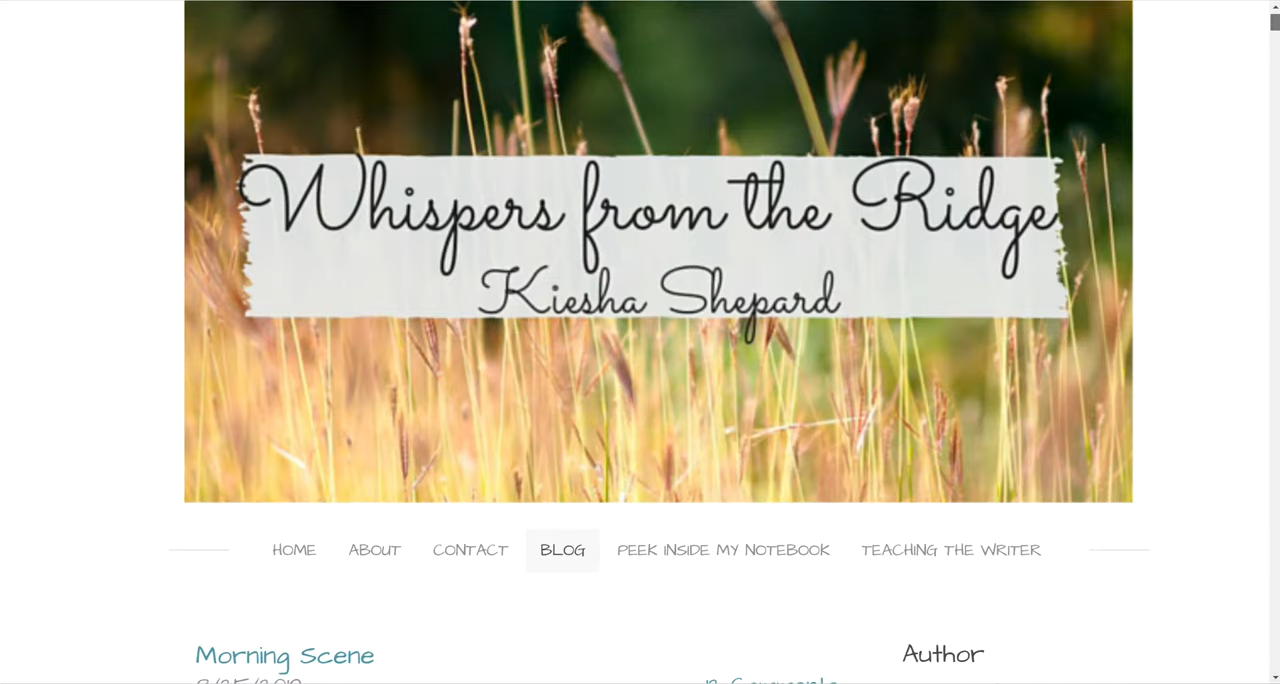 Whispers from the Ridge
Kiesha Shepard
HOME ABOUT CONTACT BLOG PEEK INSIDE MY NOTEBOOK TEACHING THE WRITER
Morning Scene
Author
Comments